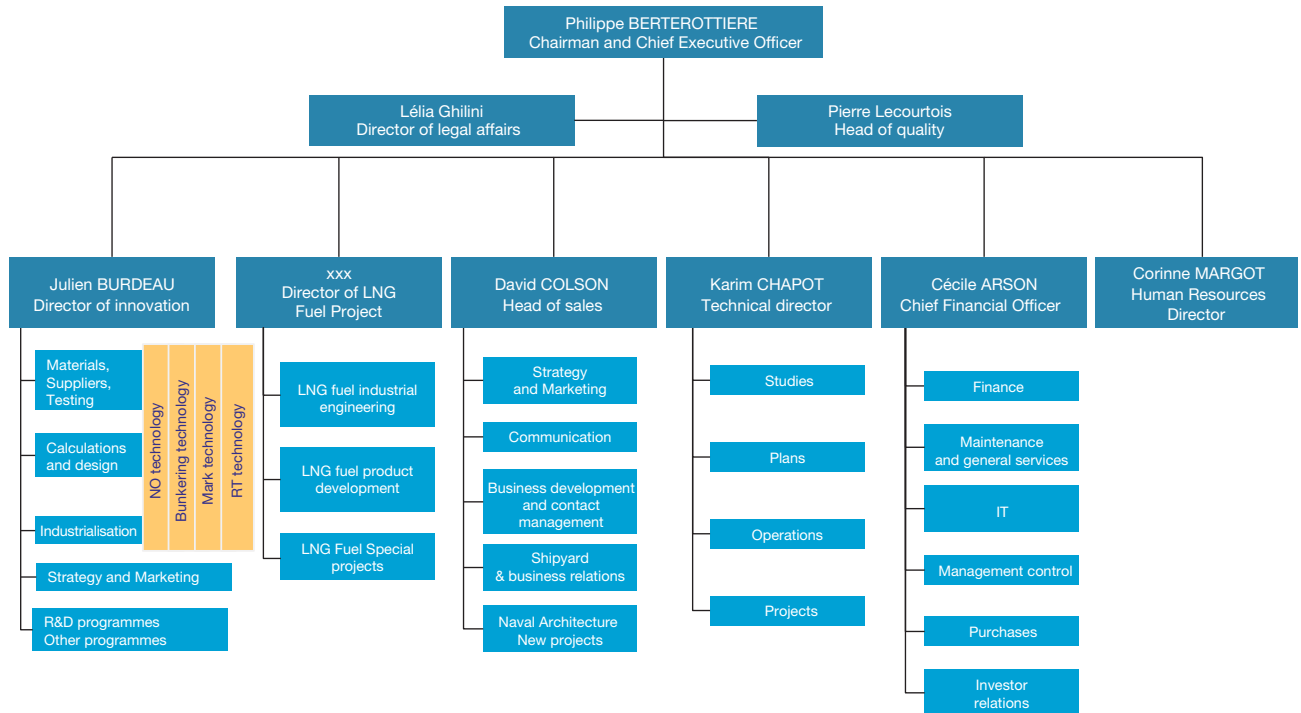 Philippe BERTEROTTIERE
Chairman and Chief Executive Officer
Lélia Ghilini
Director of legal affairs
Pierre Lecourtois
Head of quality
Julien BURDEAU
Director of innovation
xxx
Director of LNG
Fuel Project
David COLSON
Head of sales
Karim CHAPOT
Technical director
Cécile ARSON
Chief Financial Officer
Corinne MARGOT
Human Resources
Director
Materials,
Suppliers,
Testing
Calculations
and design
Industrialisation
Strategy and Marketing
R&D programmes
Other programmes
NO technology
Bunkering technology
Mark technology
RT technology
LNG fuel industrial
engineering
LNG fuel product
development
LNG Fuel Special
projects
Strategy
and Marketing
Communication
Business development
and contact
management
Shipyard
& business relations
Naval Architecture
New projects
Studies
Plans
Operations
Projects
Finance
Maintenance
and general services
IT
Management control
Purchases
Investor
relations